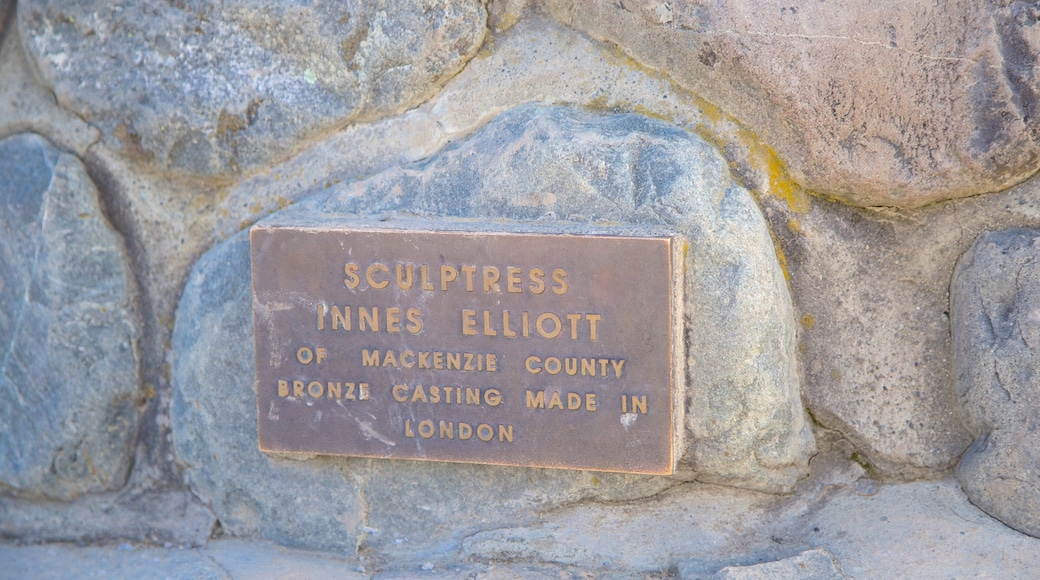 SCULPTRESS
INNES ELLIOTT
OF MACKENZIE COUNTY
BRONZE CASTING MADE IN
LONDON